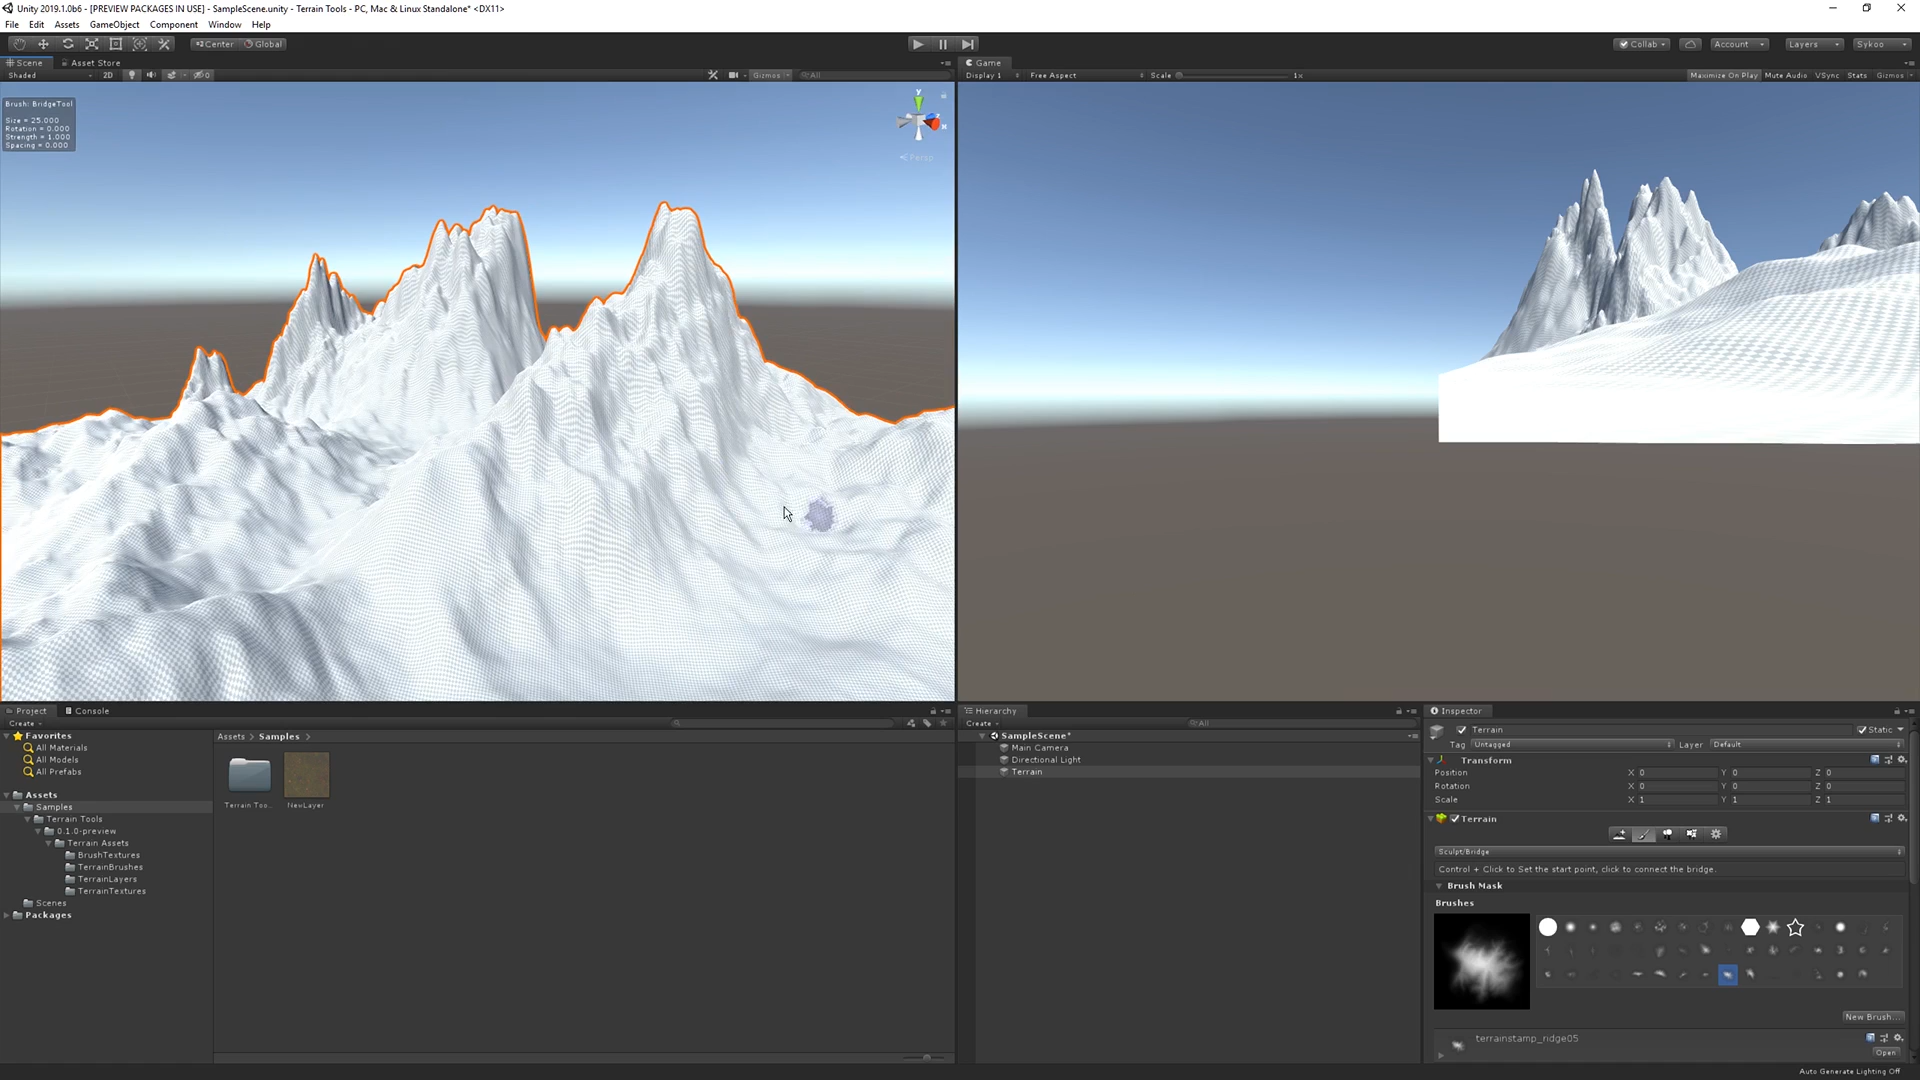 Unity 2019.1.0b6 - [PREVIEW PACKAGES IN USE] - SampleScene.unity - Terrain Tools - PC, Mac & Linux Standalone* <DX11>
File Edit Assets GameObject Component Window Help
Center Global Collab Account Layers Sykoo
Scene Asset Store
Shaded 2D 0 Gizmos All
Brush: BridgeTool
Size = 25.000
Rotation = 0.000
Strength = 1.000
Spacing = 0.000
y
x
Persp
Game
Display 1 Free Aspect Scale 1x Maximize On Play Mute Audio VSync Stats Gizmos
Project Console
Create
Favorites
All Materials
All Models
All Prefabs
Assets
Samples
Terrain Tools
0.1.0-preview
Terrain Assets
BrushTextures
TerrainBrushes
TerrainLayers
TerrainTextures
Scenes
Packages
Assets > Samples >
Terrain Too...
NewLayer
Hierarchy
Create All
SampleScene*
Main Camera
Directional Light
Terrain
Inspector
Terrain Static
Tag Untagged Layer Default
Transform
Position X 0 Y 0 Z 0
Rotation X 0 Y 0 Z 0
Scale X 1 Y 1 Z 1
Terrain
Sculpt/Bridge
Control + Click to Set the start point, click to connect the bridge.
Brush Mask
Brushes
New Brush...
terrainstamp_ridge05
Open
Auto Generate Lighting Off